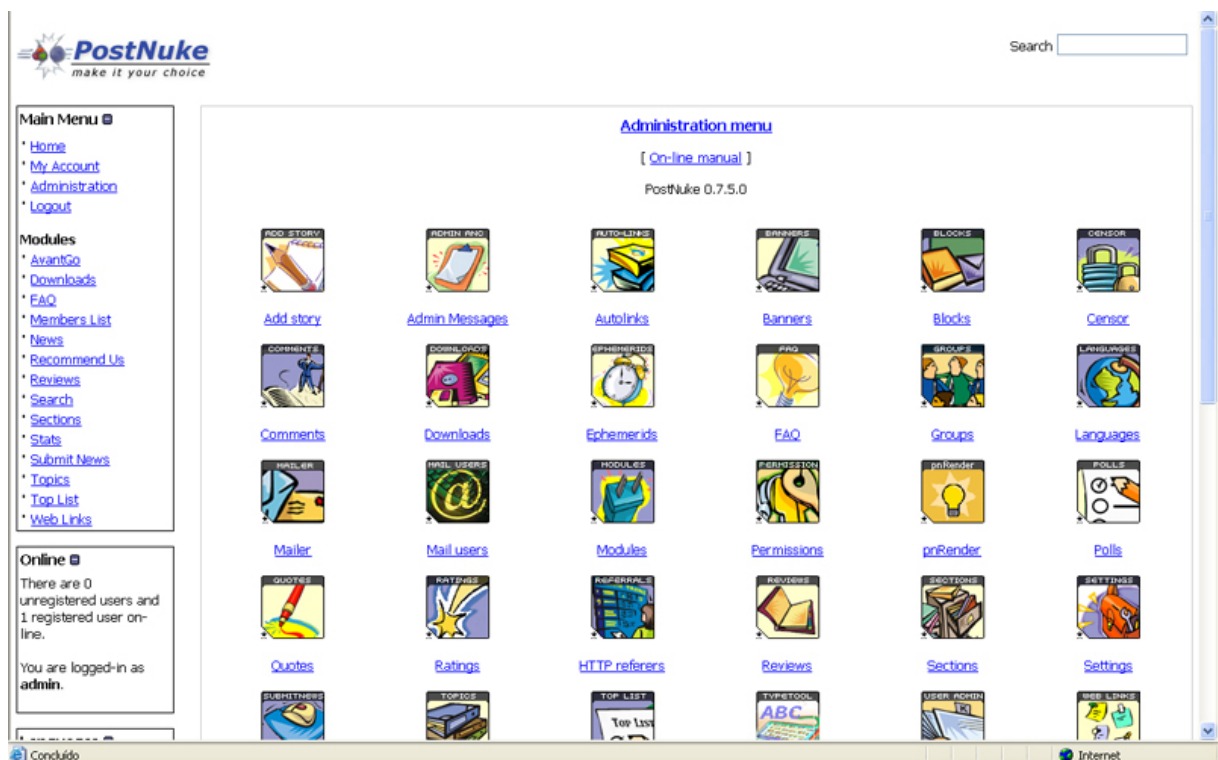 PostNuke
make it your choice
Search
Main Menu
Home
My Account
Administration
Logout
Modules
AvantGo
Downloads
FAQ
Members List
News
Recommend Us
Reviews
Search
Sections
Stats
Submit News
Topics
Top List
Web Links
Online
There are 0
unregistered users and
1 registered user on-
line.
You are logged-in as
admin.
Administration menu
[ On-line manual ]
PostNuke 0.7.5.0
ADD STORY ADMIN AND AUTO-LINKS BANNERS BLOCKS CENSOR
Add story Admin Messages Autolinks Banners Blocks Censor
COMMENTS DOWNLOADS EPHEMERIDS FAQ GROUPS LANGUAGES
Comments Downloads Ephemerids FAQ Groups Languages
MAILER MAIL USERS MODULES PERMISSION pnRender POLLS
Mailer Mail users Modules Permissions pnRender Polls
QUOTES RATINGS REFERRALS REVIEWS SECTIONS SETTINGS
Quotes Ratings HTTP referers Reviews Sections Settings
SUBMITNEWS TOPICS TOP LIST TYPETOOL USER ADMIN WEB LINKS
Top List ABC
Concluído
Internet